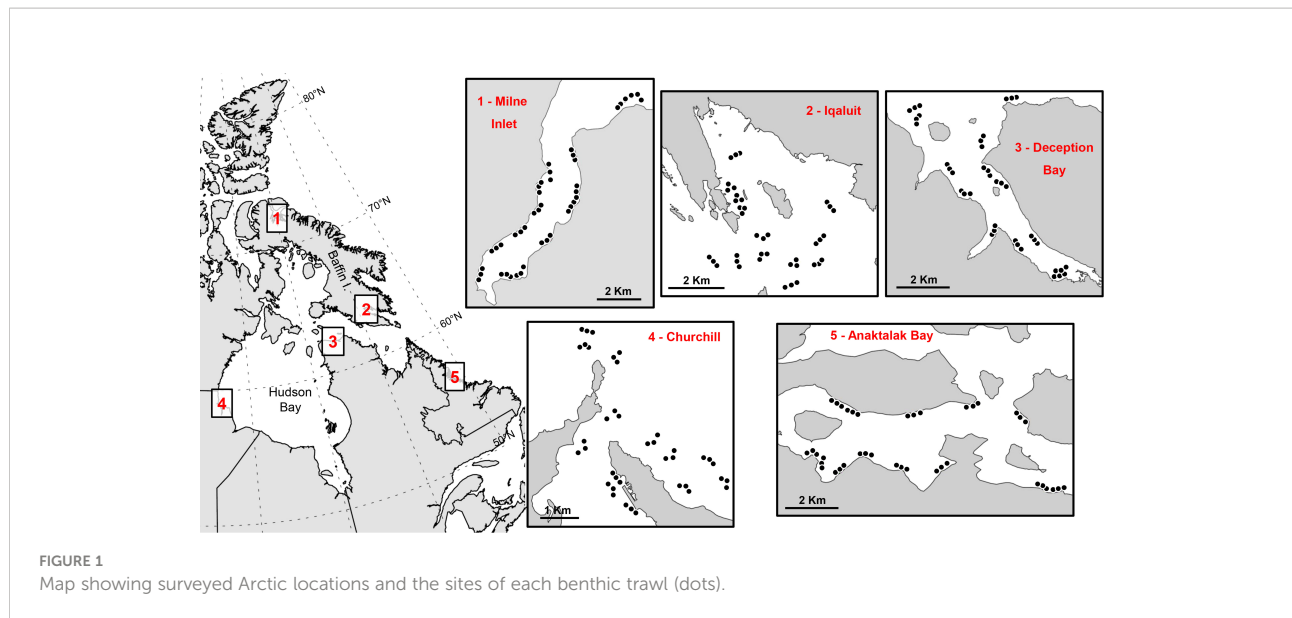 80°N
70°N
60°N
50°N
1
2
3
4
5
Baffin I.
Hudson
Bay
1 - Milne
Inlet
2 Km
2 - Iqaluit
2 Km
3 - Deception
Bay
2 Km
4 - Churchill
1 Km
5 - Anaktalak Bay
2 Km
FIGURE 1
Map showing surveyed Arctic locations and the sites of each benthic trawl (dots).